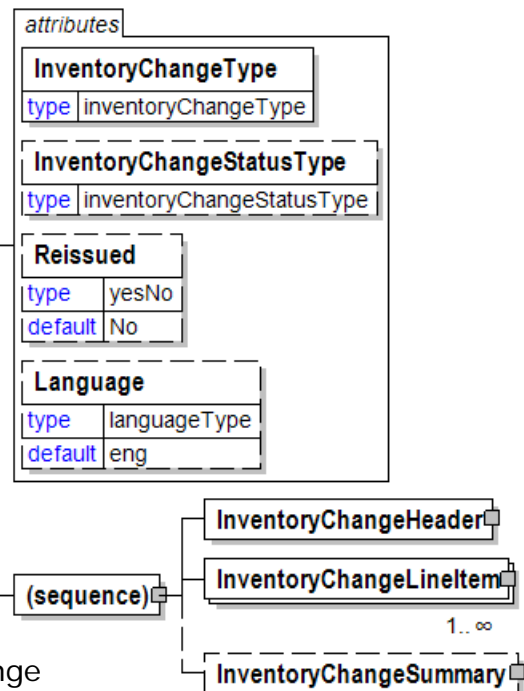 attributes
InventoryChangeType
type inventoryChangeType
InventoryChangeStatusType
type inventoryChangeStatusType
Reissued
type yesNo
default No
Language
type languageType
default eng
InventoryChangeHeader
InventoryChangeLineItem
(sequence)
1..∞
nge
InventoryChangeSummary